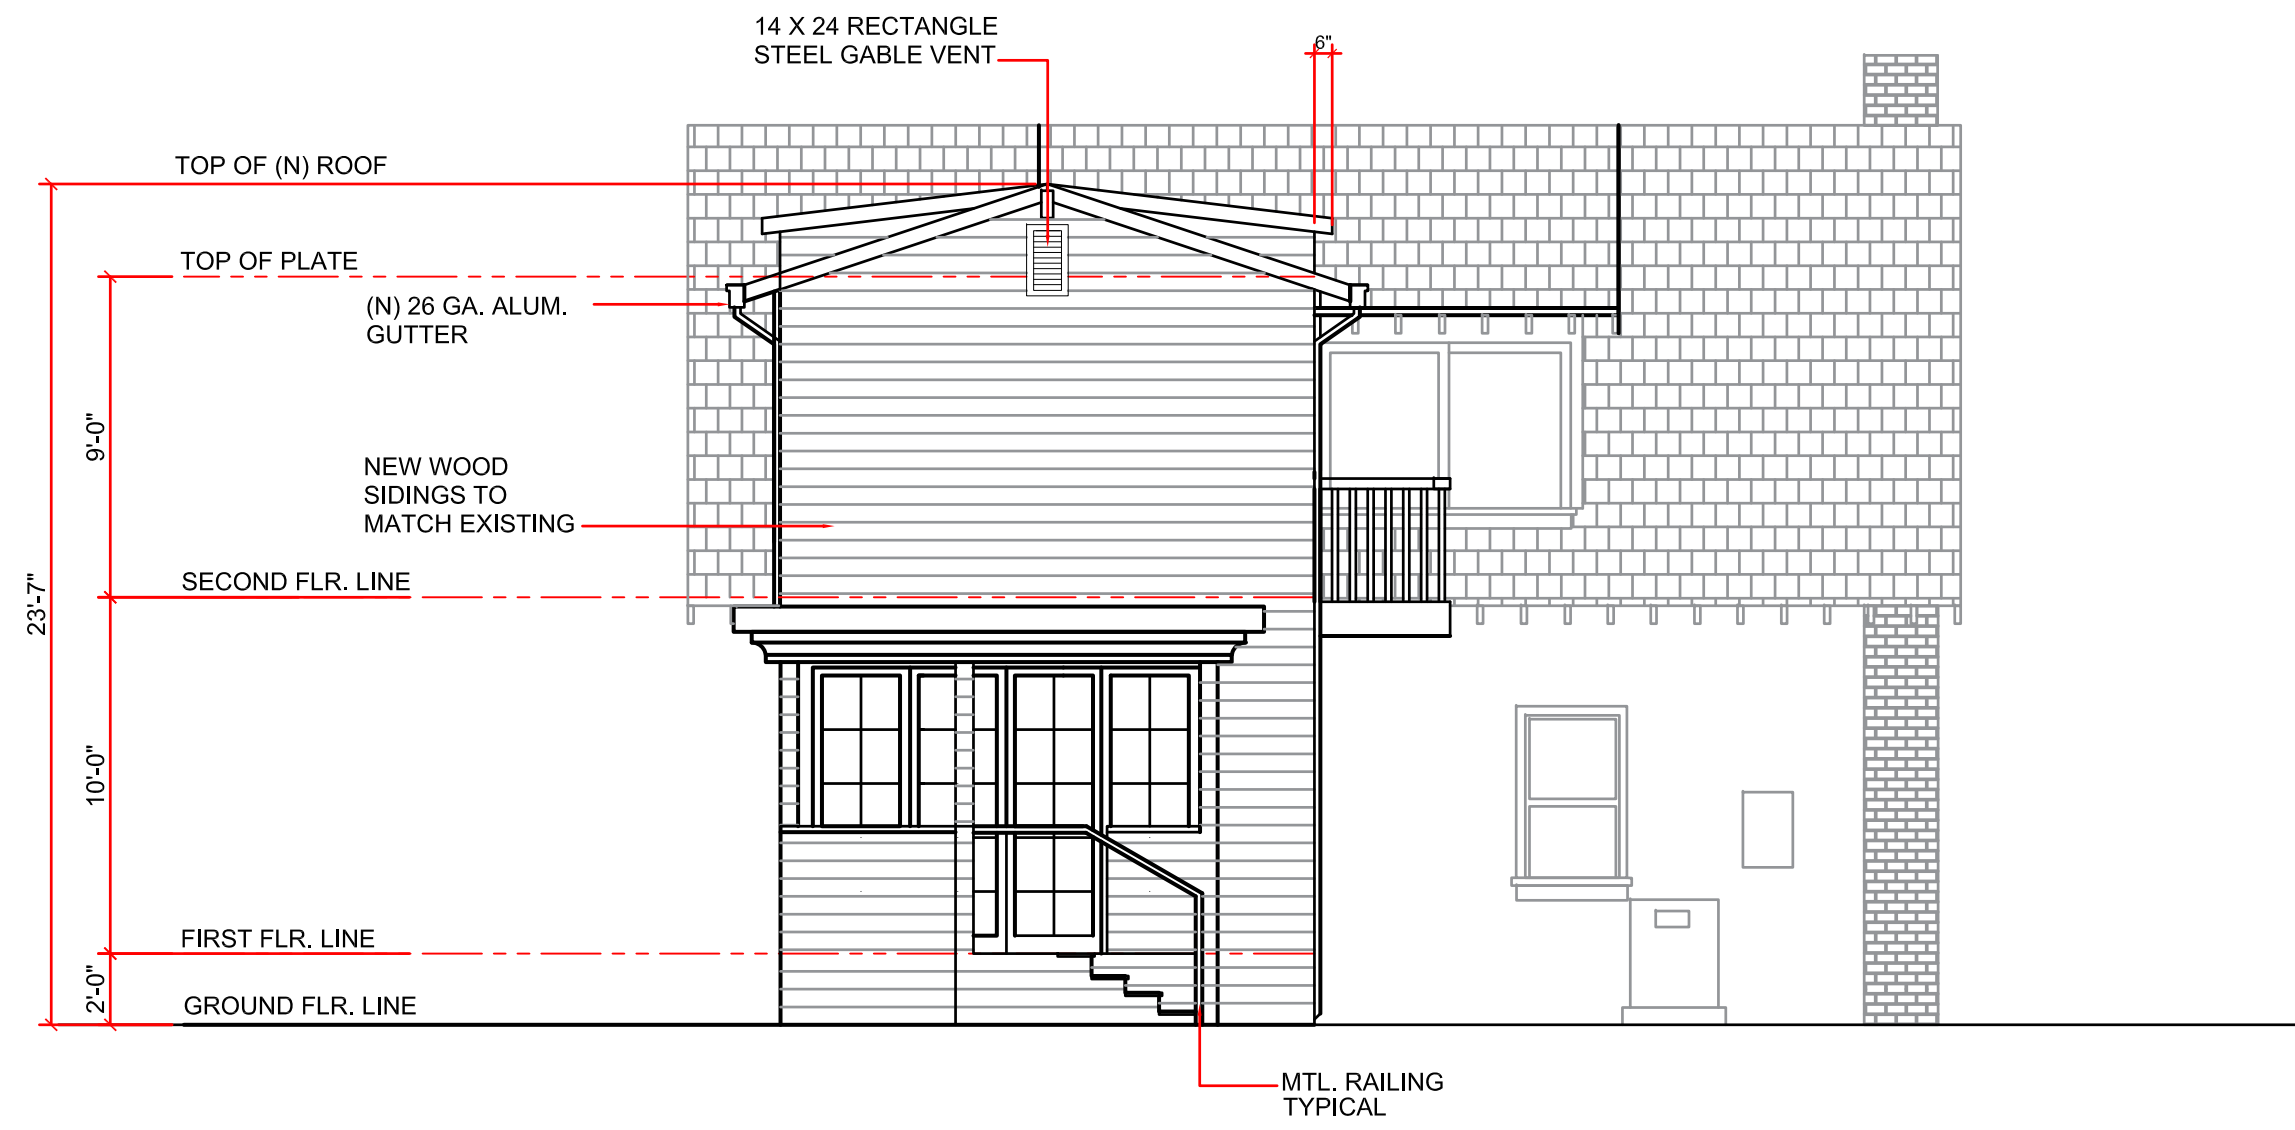 14 X 24 RECTANGLE
STEEL GABLE VENT
6"
TOP OF (N) ROOF
TOP OF PLATE
(N) 26 GA. ALUM.
GUTTER
9'-0"
NEW WOOD
SIDINGS TO
MATCH EXISTING
SECOND FLR. LINE
23'-7"
10'-0"
FIRST FLR. LINE
2'-0"
GROUND FLR. LINE
MTL. RAILING
TYPICAL